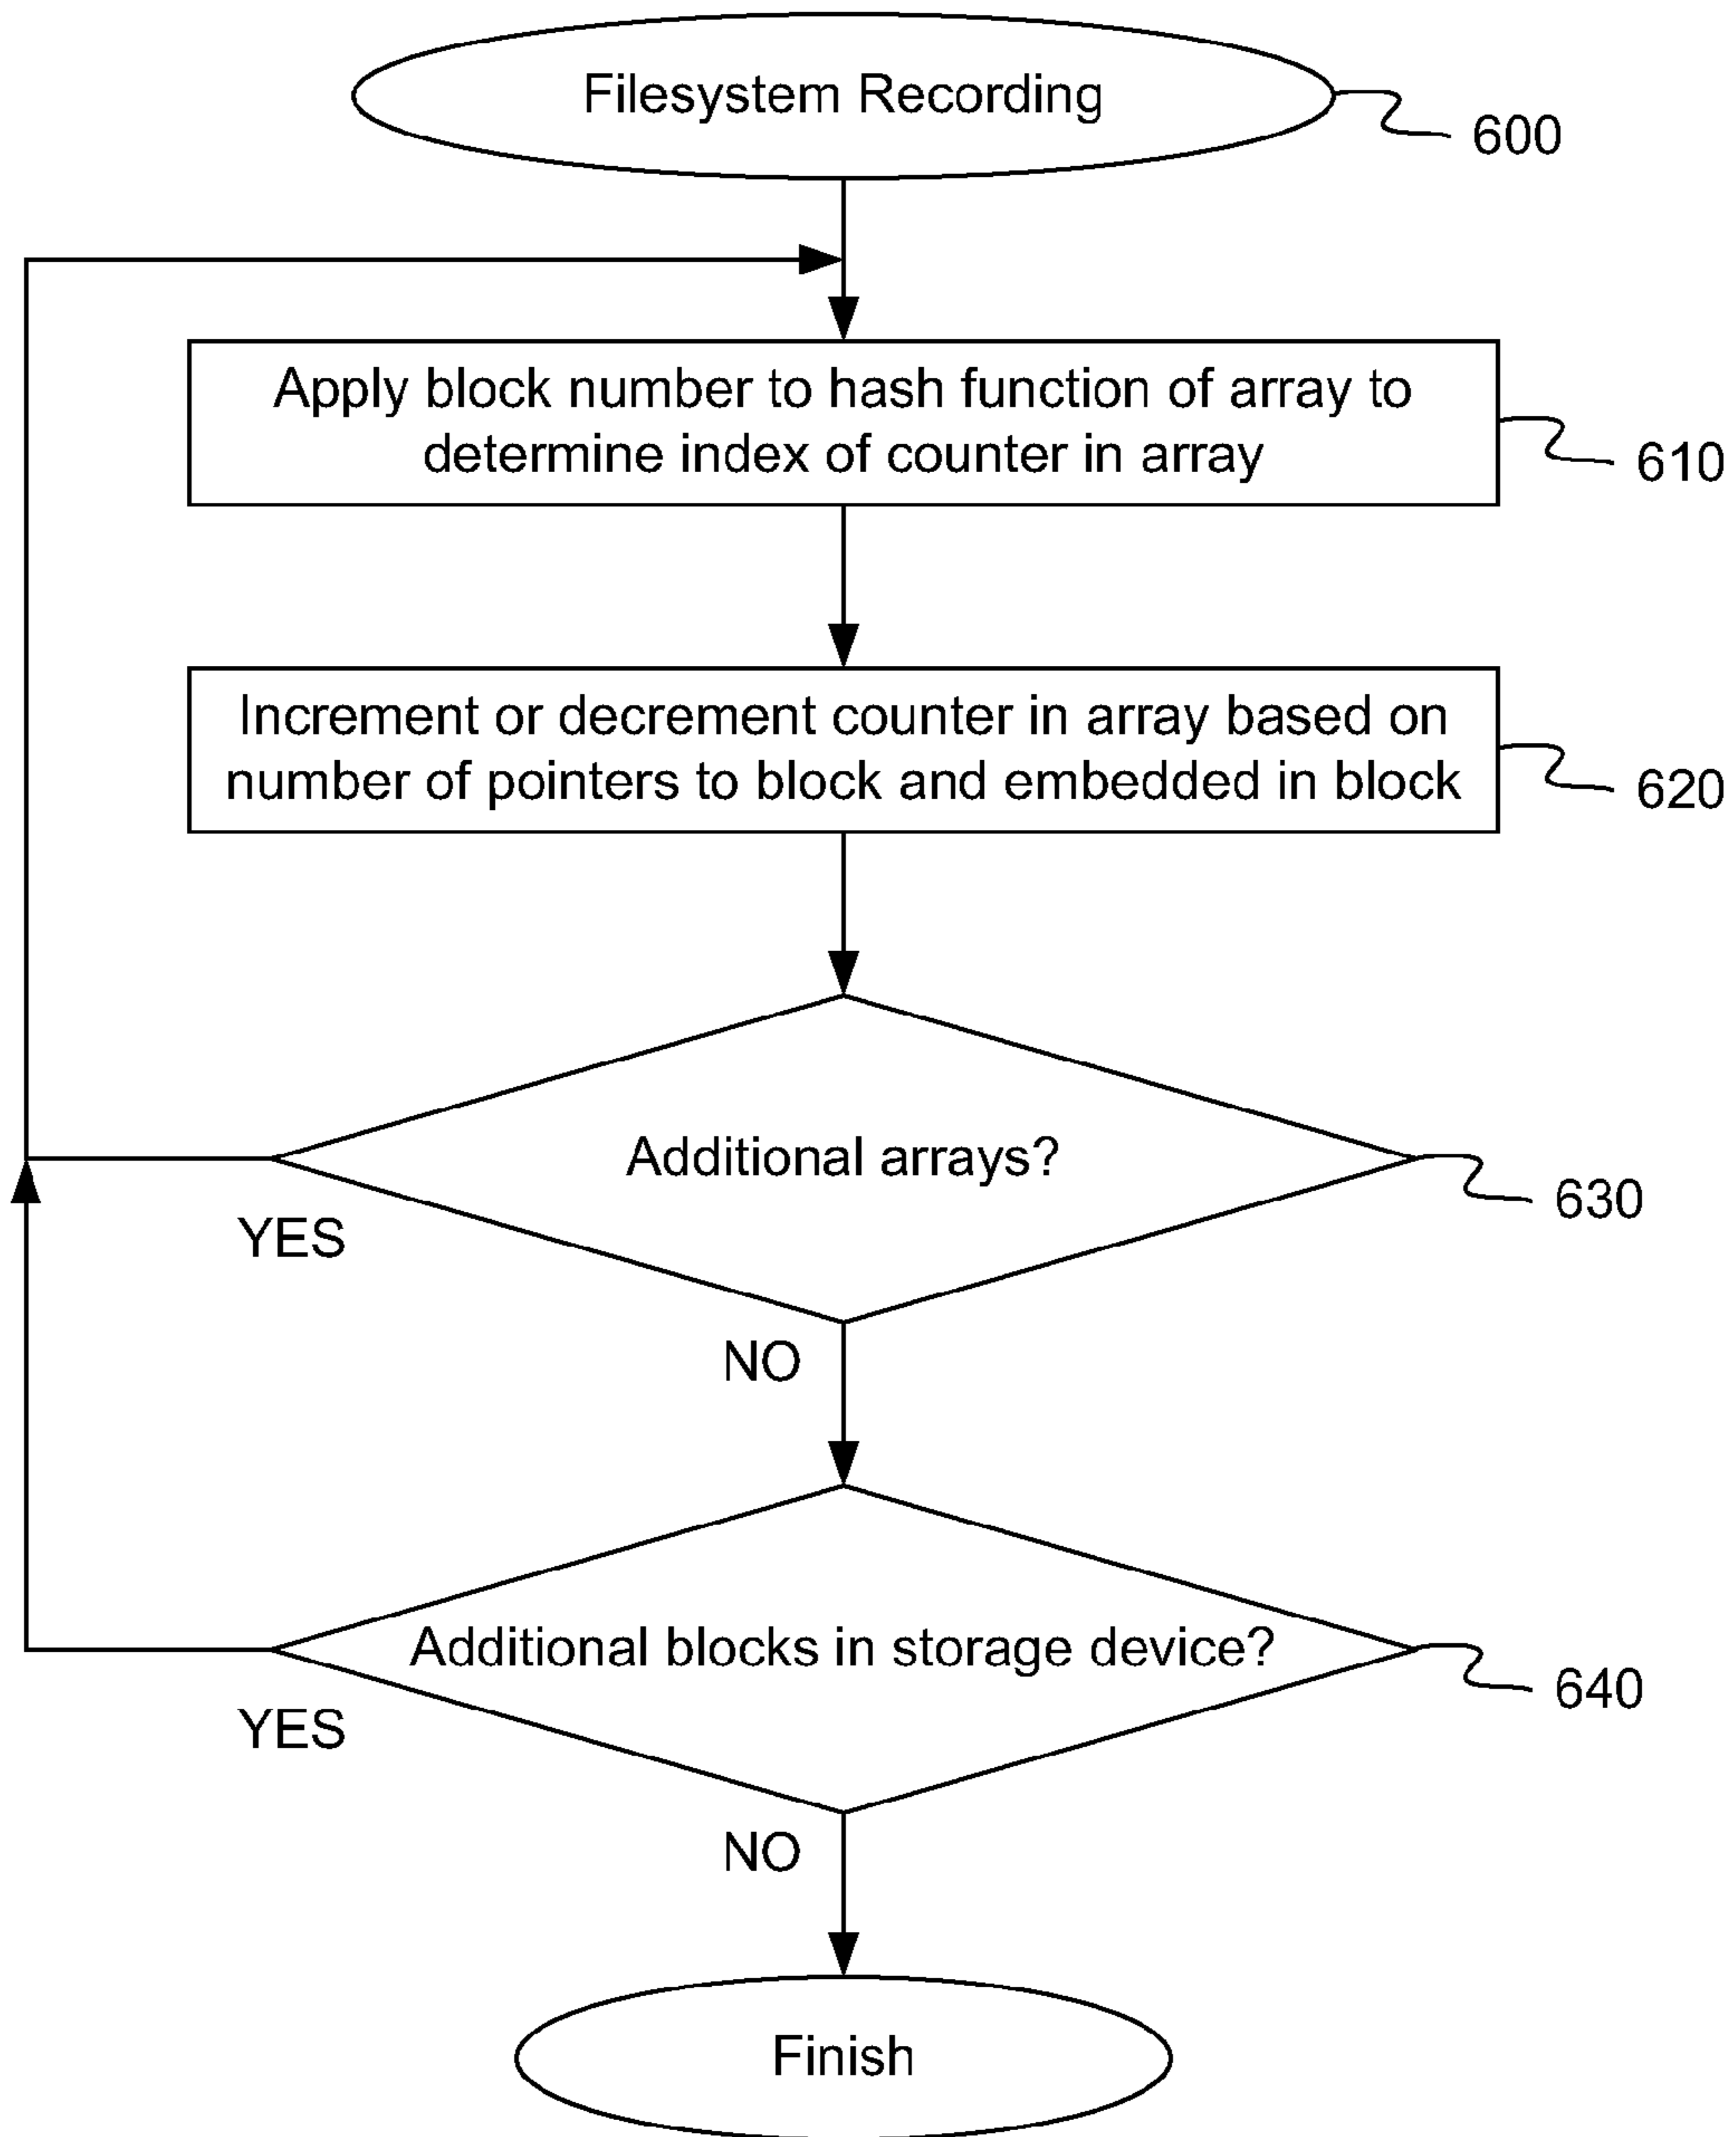 Filesystem Recording
600
Apply block number to hash function of array to
determine index of counter in array
610
Increment or decrement counter in array based on
number of pointers to block and embedded in block
620
Additional arrays?
630
YES
NO
Additional blocks in storage device?
640
YES
NO
Finish